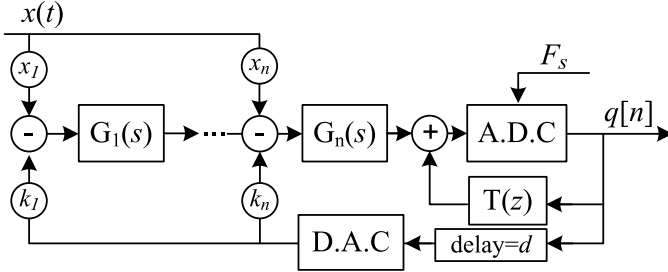 x(t)
x1 xn Fs
- G1(s) ... - Gn(s) + A.D.C q[n]
k1 kn T(z)
D.A.C delay=d